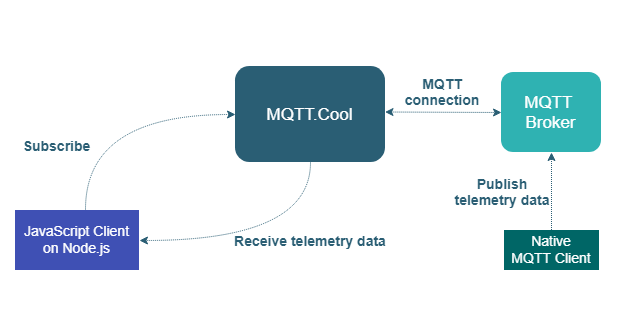 MQTT.Cool
MQTT
connection
MQTT
Broker
Subscribe
Publish
telemetry data
JavaScript Client
on Node.js
Receive telemetry data
Native
MQTT Client